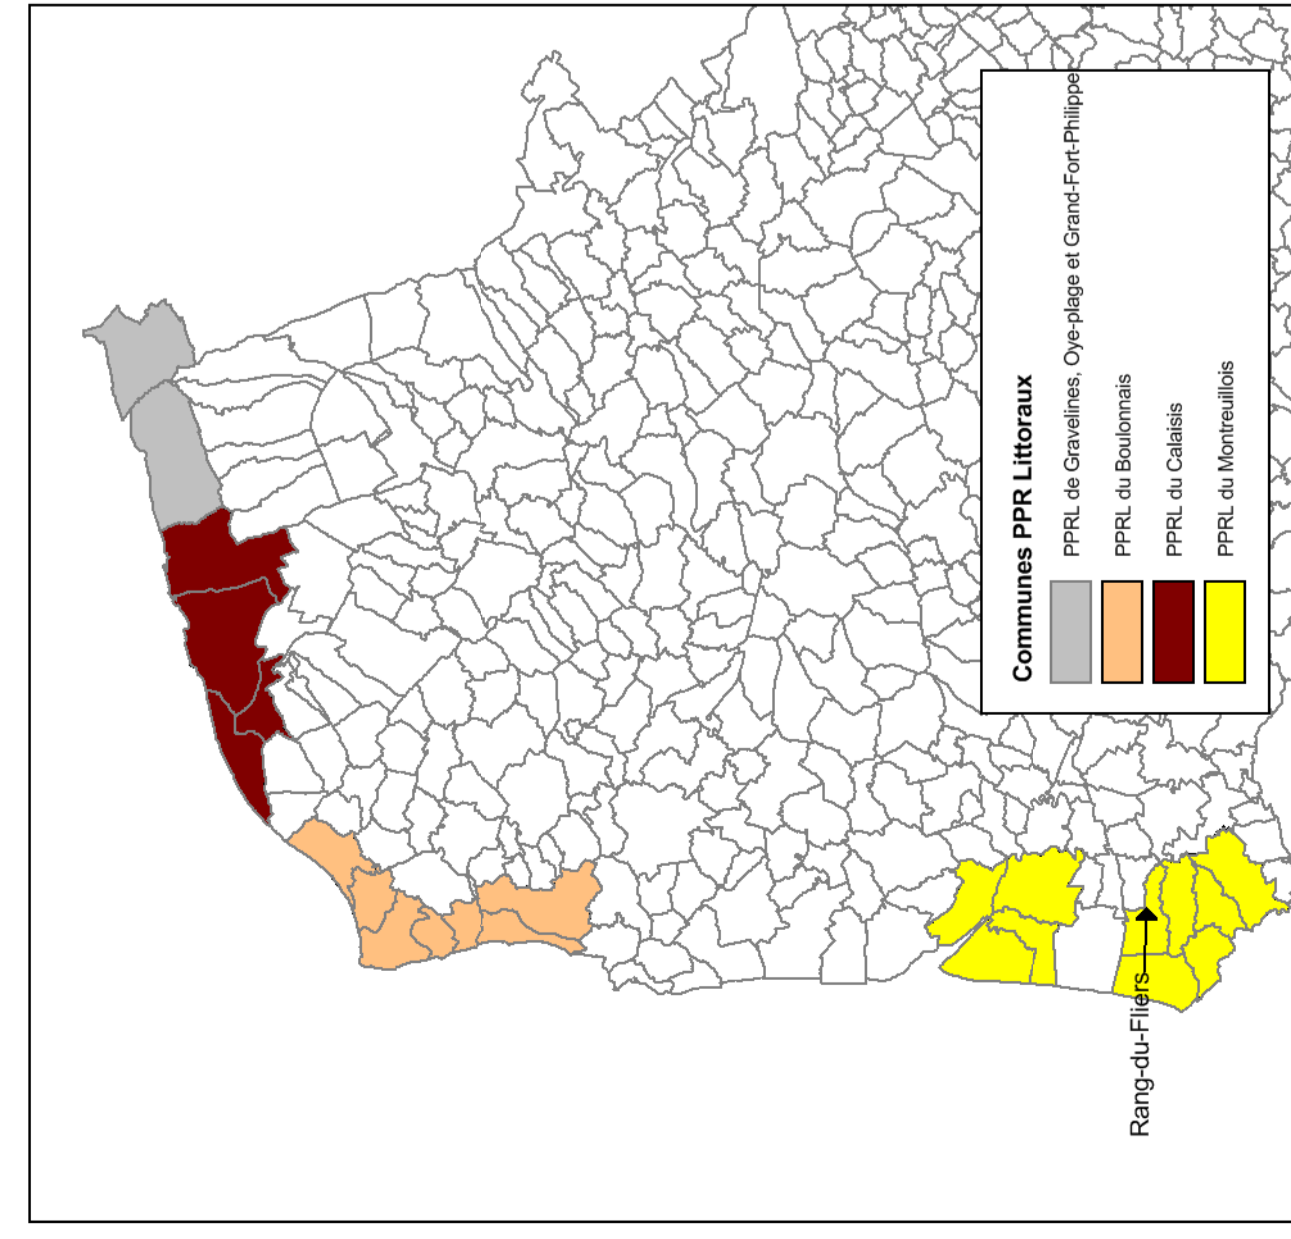 Communes PPR Littoraux
PPRL de Gravelines, Oye-plage et Grand-Fort-Philippe
PPRL du Boulonnais
PPRL du Calaisis
PPRL du Montreuillois
Rang-du-Fliers